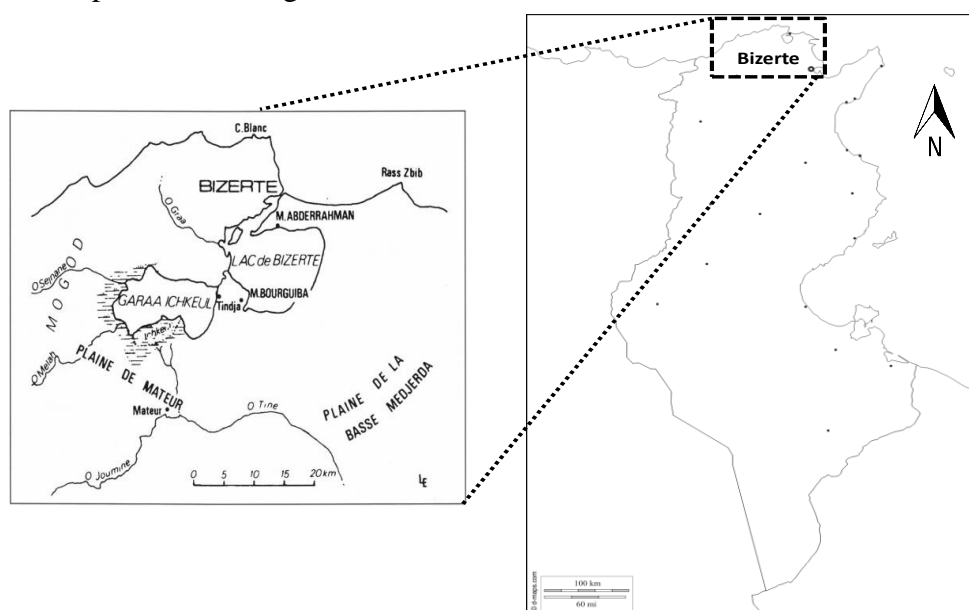 C. Blanc
BIZERTE
Rass Zbib
O Graa
M. ABDERRAHMAN
LAC de BIZERTE
O Sejnane
MOGOD
GARAA ICHKEUL
M. BOURGUIBA
Tindja
Ichkeul
O Melah
PLAINE DE MATEUR
PLAINE DE LA
BASSE MEDJERDA
Mateur
O Tine
O Joumine
0 5 10 15 20 km
LE
Bizerte
N
100 km
60 mi
© d-maps.com